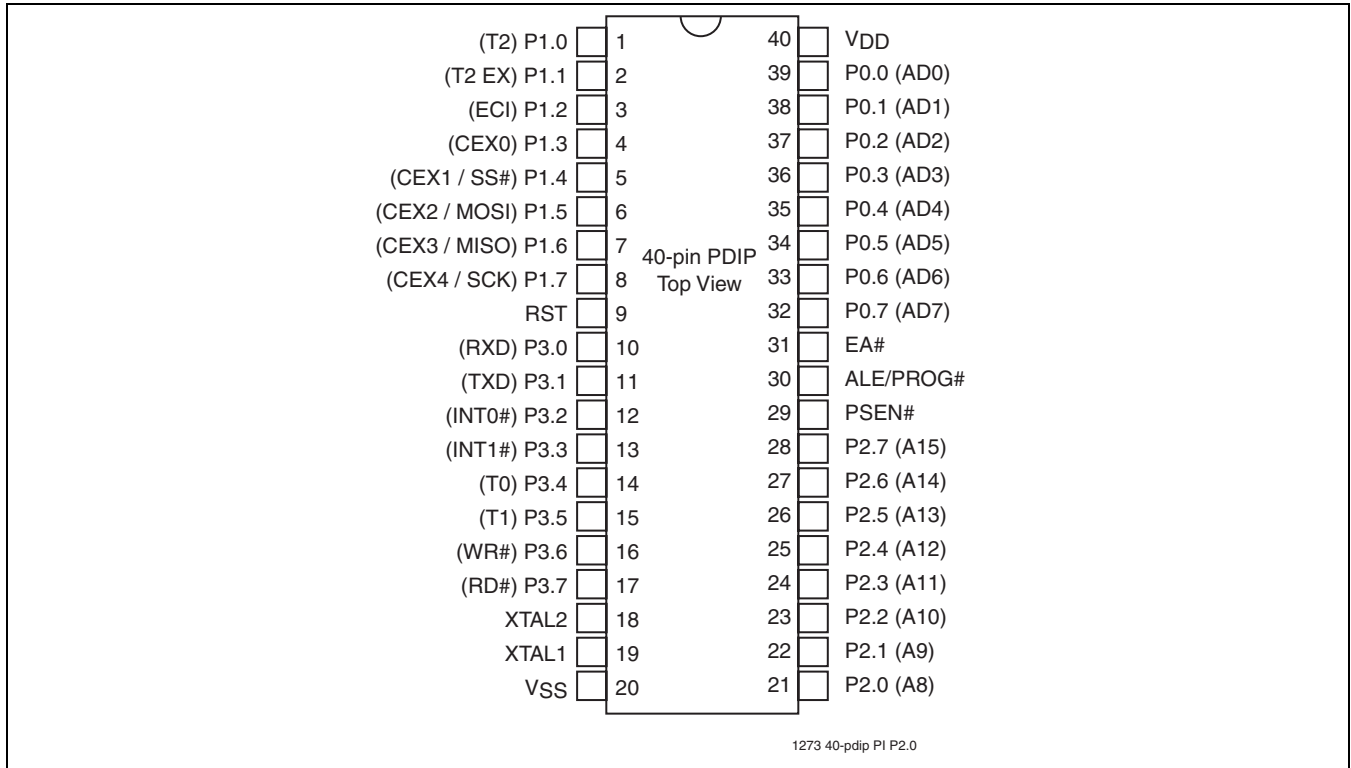 (T2) P1.0 1 40 VDD
(T2 EX) P1.1 2 39 P0.0 (AD0)
(ECI) P1.2 3 38 P0.1 (AD1)
(CEX0) P1.3 4 37 P0.2 (AD2)
(CEX1 / SS#) P1.4 5 36 P0.3 (AD3)
(CEX2 / MOSI) P1.5 6 35 P0.4 (AD4)
(CEX3 / MISO) P1.6 7 34 P0.5 (AD5)
40-pin PDIP
(CEX4 / SCK) P1.7 8 Top View 33 P0.6 (AD6)
RST 9 32 P0.7 (AD7)
(RXD) P3.0 10 31 EA#
(TXD) P3.1 11 30 ALE/PROG#
(INT0#) P3.2 12 29 PSEN#
(INT1#) P3.3 13 28 P2.7 (A15)
(T0) P3.4 14 27 P2.6 (A14)
(T1) P3.5 15 26 P2.5 (A13)
(WR#) P3.6 16 25 P2.4 (A12)
(RD#) P3.7 17 24 P2.3 (A11)
XTAL2 18 23 P2.2 (A10)
XTAL1 19 22 P2.1 (A9)
VSS 20 21 P2.0 (A8)
1273 40-pdip PI P2.0